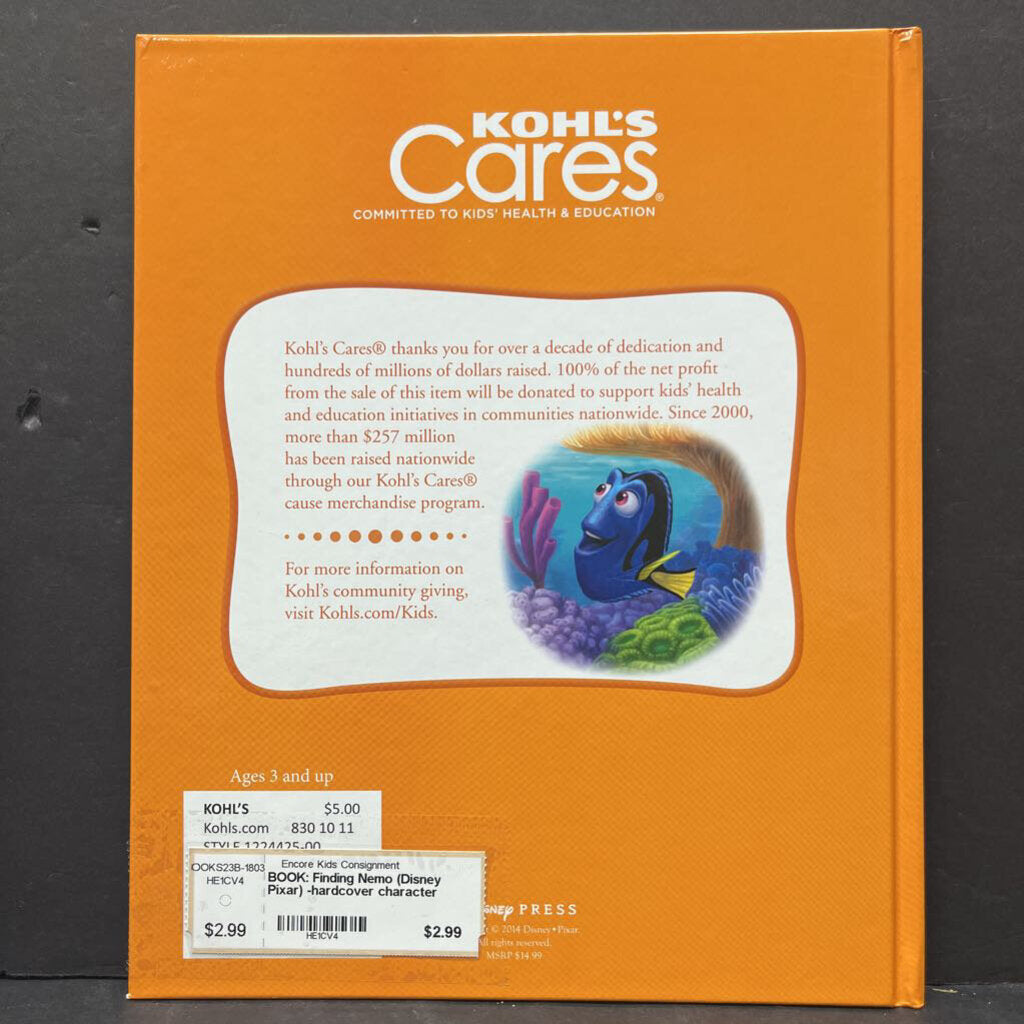 KOHL'S
Cares®
COMMITTED TO KIDS' HEALTH & EDUCATION
Kohl's Cares® thanks you for over a decade of dedication and
hundreds of millions of dollars raised. 100% of the net profit
from the sale of this item will be donated to support kids' health
and education initiatives in communities nationwide. Since 2000,
more than $257 million
has been raised nationwide
through our Kohl's Cares®
cause merchandise program.
For more information on
Kohl's community giving,
visit Kohls.com/Kids.
Ages 3 and up
KOHL'S $5.00
Kohls.com 830 10 11
STYLE 1224425-00
OOKS23B-1803
HE1CV4
$2.99
Encore Kids Consignment
BOOK: Finding Nemo (Disney
Pixar) -hardcover character
HE1CV4
$2.99
PRESS
© 2014 Disney•Pixar.
All rights reserved.
MSRP $14.99